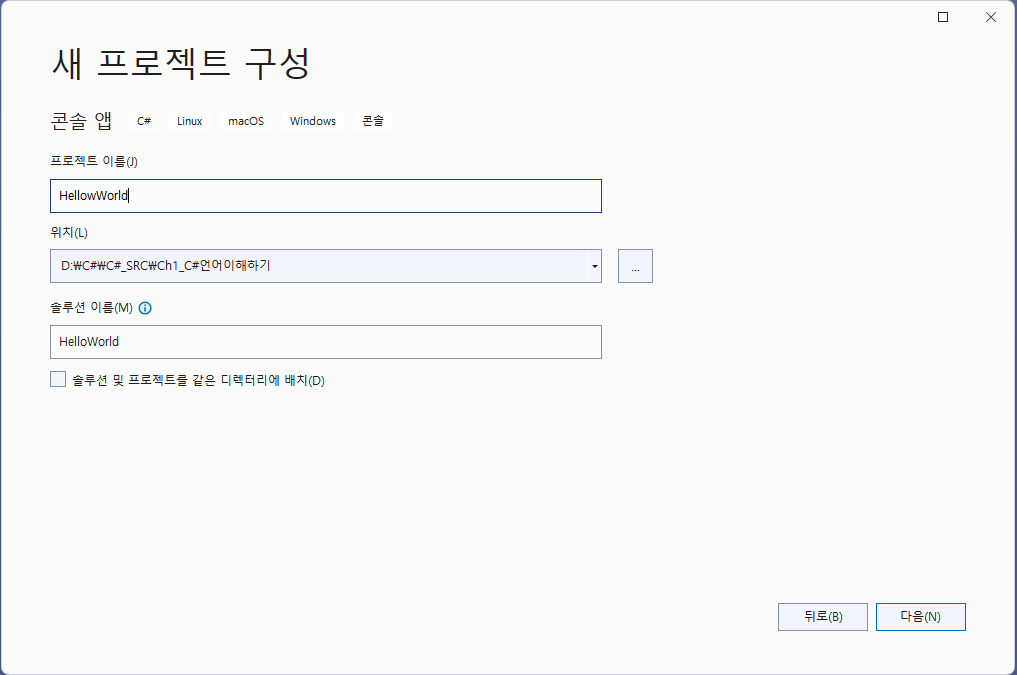 새 프로젝트 구성
콘솔 앱 C# Linux macOS Windows 콘솔
프로젝트 이름(J)
HellowWorld
위치(L)
D:₩C#₩C#_SRC₩Ch1_C#언어이해하기
...
솔루션 이름(M)
HelloWorld
솔루션 및 프로젝트를 같은 디렉터리에 배치(D)
뒤로(B) 다음(N)